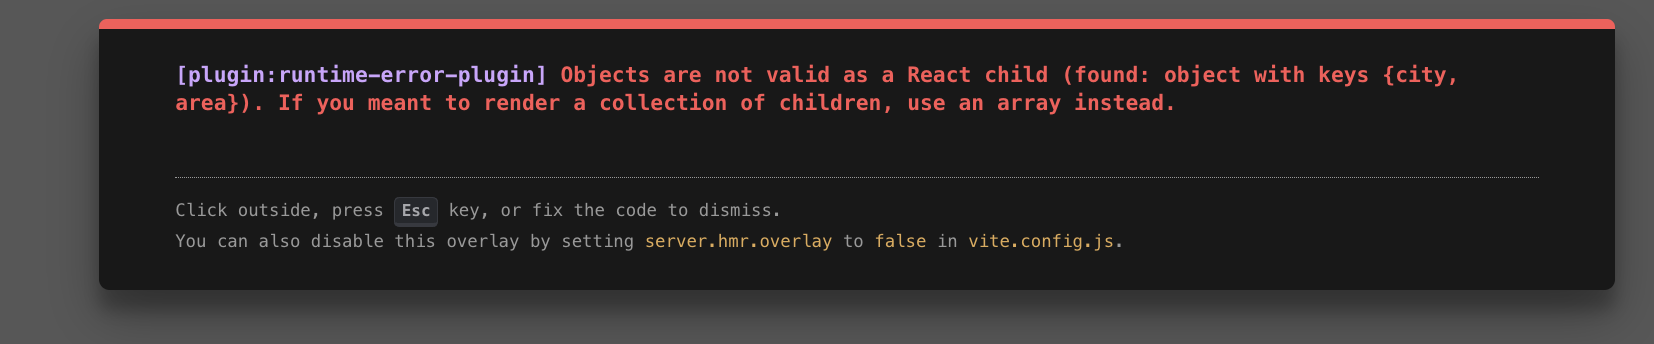 [plugin:runtime-error-plugin] Objects are not valid as a React child (found: object with keys {city,
area}). If you meant to render a collection of children, use an array instead.
Click outside, press Esc key, or fix the code to dismiss.
You can also disable this overlay by setting server.hmr.overlay to false in vite.config.js.